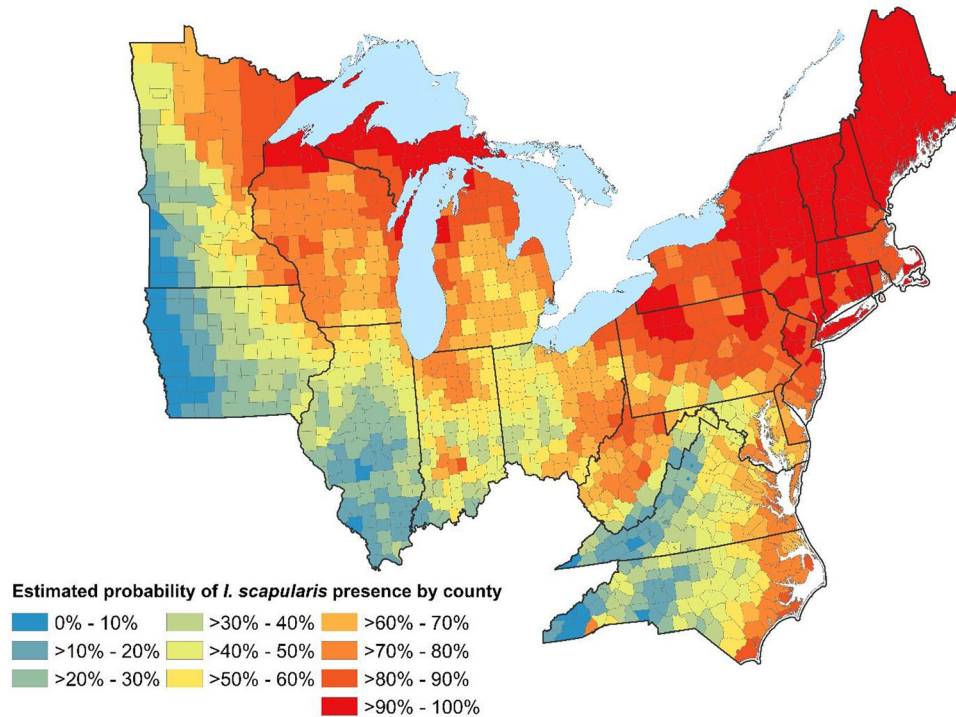 Estimated probability of I. scapularis presence by county
0% - 10% >30% - 40% >60% - 70%
>10% - 20% >40% - 50% >70% - 80%
>20% - 30% >50% - 60% >80% - 90%
>90% - 100%